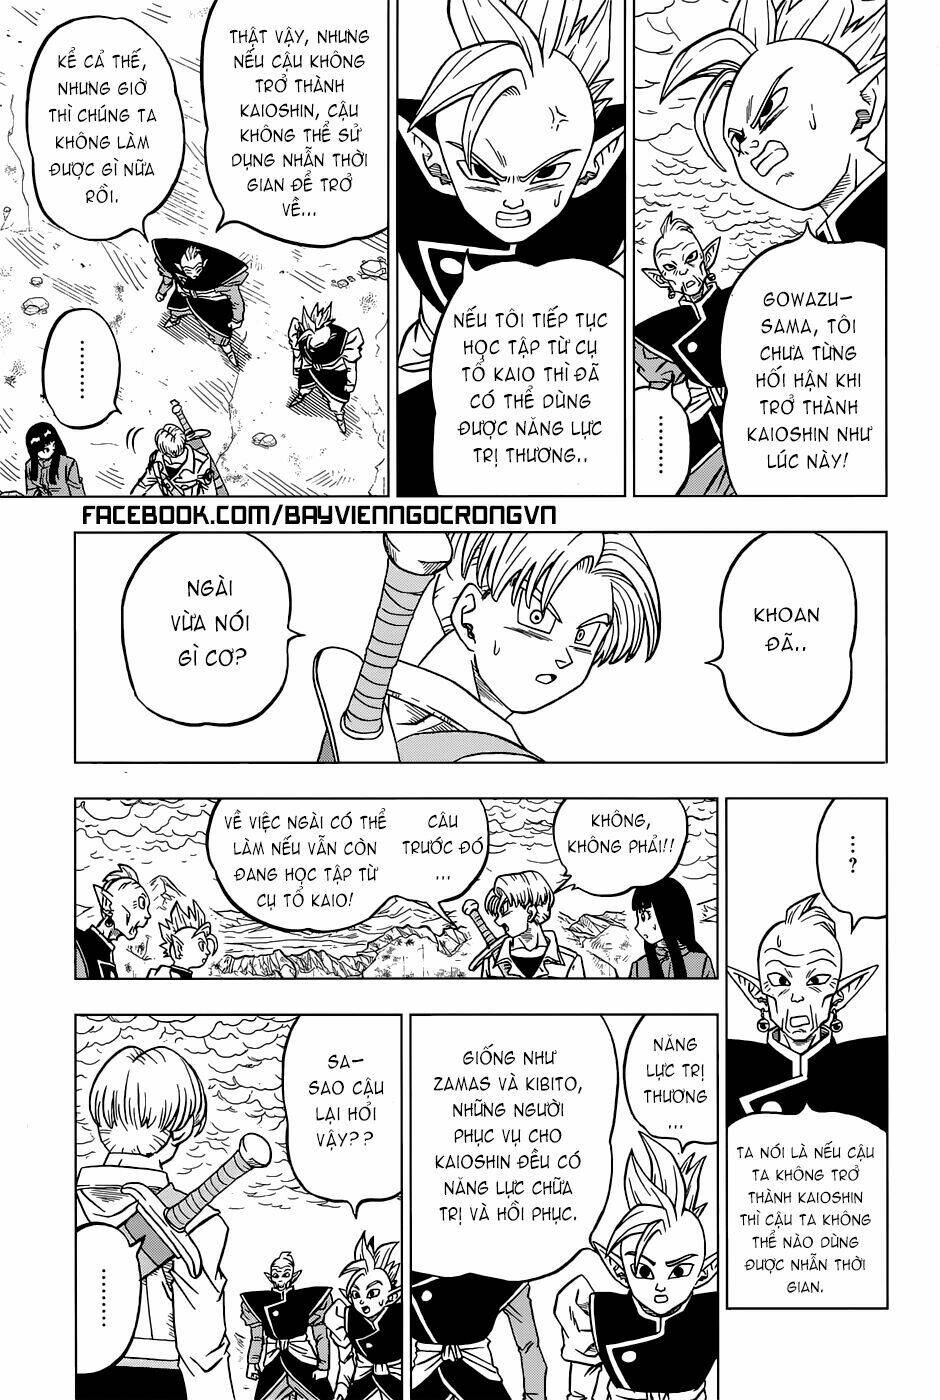 GOWAZU-
SAMA, TÔI
CHƯA TỪNG
HỐI HẬN KHI
TRỞ THÀNH
KAIOSHIN NHƯ
LÚC NÀY!
.........
NẾU TÔI TIẾP TỤC
HỌC TẬP TỪ CỤ
TỔ KAIO THÌ ĐÃ
CÓ THỂ DÙNG
ĐƯỢC NĂNG LỰC
TRỊ THƯƠNG..
THẬT VẬY, NHƯNG
NẾU CẬU KHÔNG
TRỞ THÀNH
KAIOSHIN, CẬU
KHÔNG THỂ SỬ
DỤNG NHẪN THỜI
GIAN ĐỂ TRỞ
VỀ...
KỂ CẢ THẾ,
NHƯNG GIỜ
THÌ CHÚNG TA
KHÔNG LÀM
ĐƯỢC GÌ NỮA
RỒI.
.........
FACEBOOK.COM/BAYVIENNGOCRONGVN
KHOAN
ĐÃ..
NGÀI
VỪA NÓI
GÌ CƠ?
...?
TA NÓI LÀ NẾU CẬU
TA KHÔNG TRỞ
THÀNH KAIOSHIN
THÌ CẬU TA KHÔNG
THỂ NÀO DÙNG
ĐƯỢC NHẪN THỜI
GIAN.
KHÔNG,
KHÔNG PHẢI!!
CÂU
TRƯỚC ĐÓ
...
VỀ VIỆC NGÀI CÓ THỂ
LÀM NẾU VẪN CÒN
ĐANG HỌC TẬP TỪ
CỤ TỔ KAIO!
NĂNG
LỰC TRỊ
THƯƠNG
...
GIỐNG NHƯ
ZAMAS VÀ KIBITO,
NHỮNG NGƯỜI
PHỤC VỤ CHO
KAIOSHIN ĐỀU CÓ
NĂNG LỰC CHỮA
TRỊ VÀ HỒI PHỤC.
SA-
SAO CẬU
LẠI HỎI
VẬY??
.........